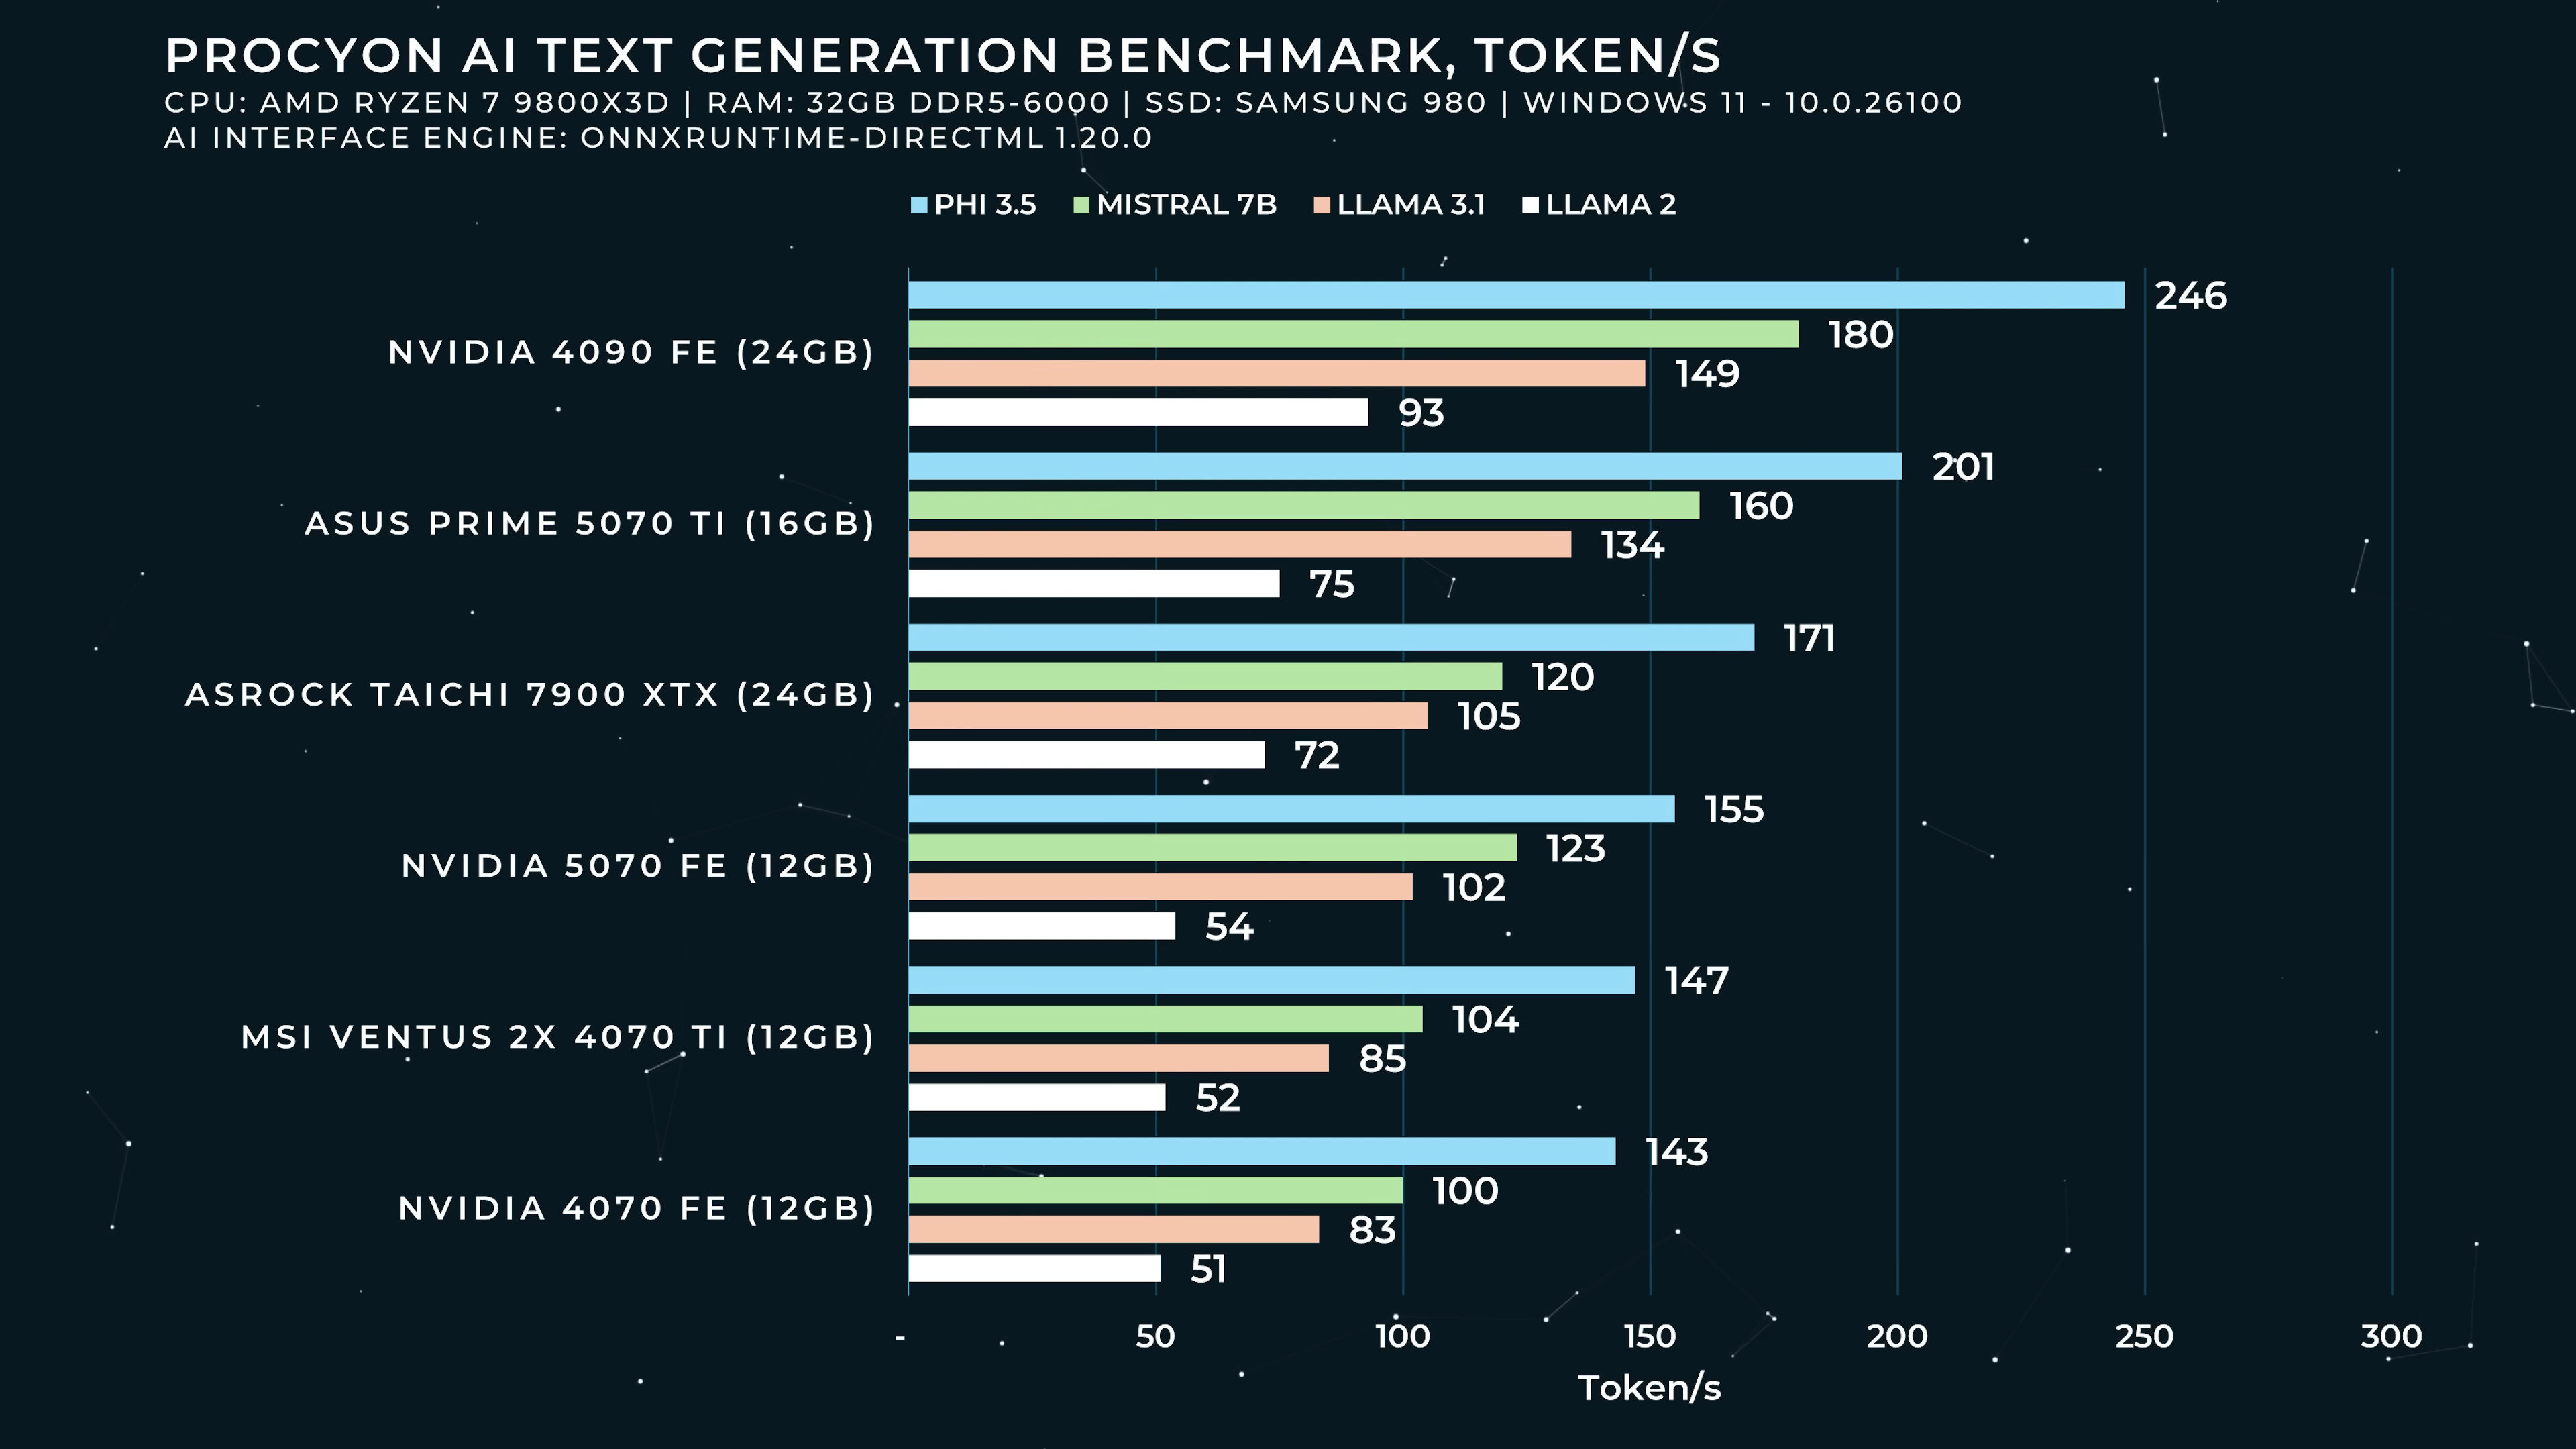 PROCYON AI TEXT GENERATION BENCHMARK, TOKEN/S
CPU: AMD RYZEN 7 9800X3D | RAM: 32GB DDR5-6000 | SSD: SAMSUNG 980 | WINDOWS 11 - 10.0.26100
AI INTERFACE ENGINE: ONNXRUNTIME-DIRECTML 1.20.0
PHI 3.5 MISTRAL 7B LLAMA 3.1 LLAMA 2
NVIDIA 4090 FE (24GB)
246
180
149
93
ASUS PRIME 5070 TI (16GB)
201
160
134
75
ASROCK TAICHI 7900 XTX (24GB)
171
120
105
72
NVIDIA 5070 FE (12GB)
155
123
102
54
MSI VENTUS 2X 4070 TI (12GB)
147
104
85
52
NVIDIA 4070 FE (12GB)
143
100
83
51
- 50 100 150 200 250 300
Token/s